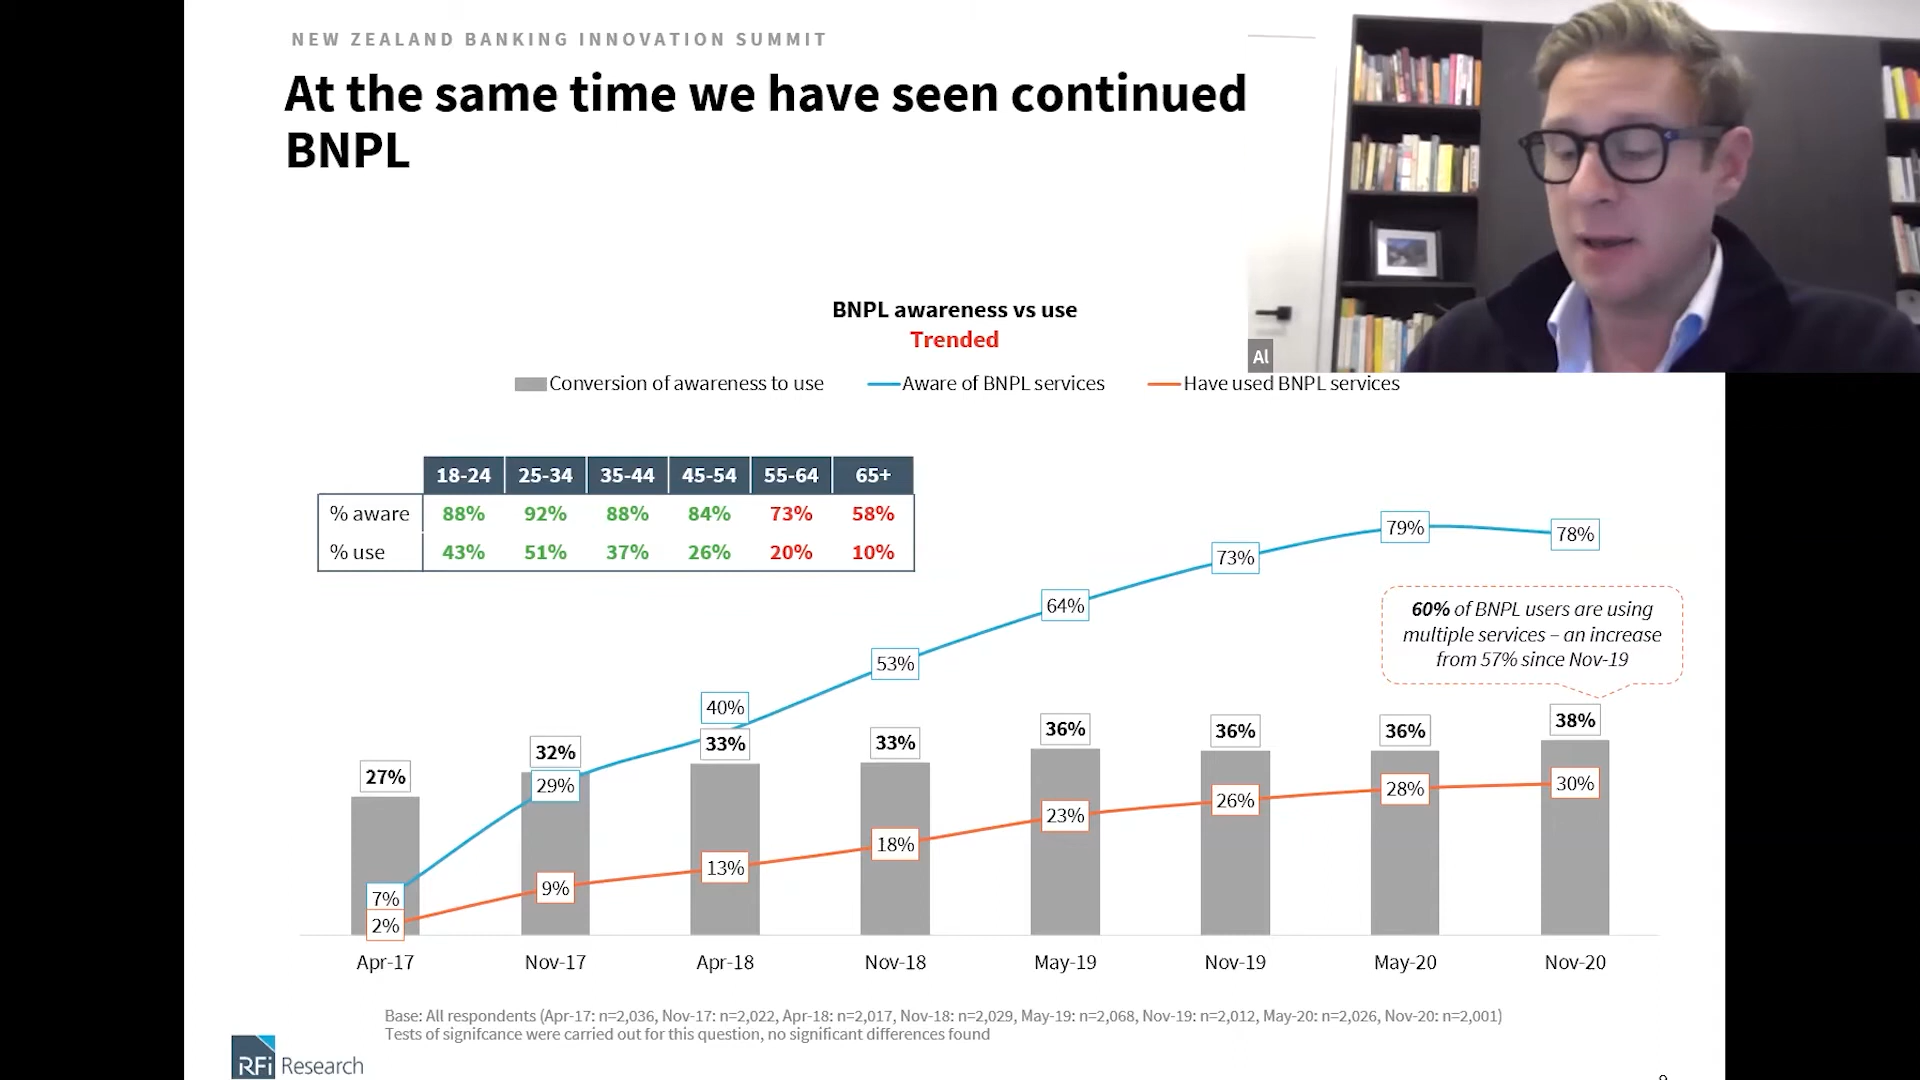 NEW ZEALAND BANKING INNOVATION SUMMIT
At the same time we have seen continued
BNPL
Al
BNPL awareness vs use
Trended
Conversion of awareness to use Aware of BNPL services Have used BNPL services
18-24 25-34 35-44 45-54 55-64 65+
% aware 88% 92% 88% 84% 73% 58%
% use 43% 51% 37% 26% 20% 10%
60% of BNPL users are using
multiple services – an increase
from 57% since Nov-19
7% 29% 40% 53% 64% 73% 79% 78%
27% 32% 33% 33% 36% 36% 36% 38%
2% 9% 13% 18% 23% 26% 28% 30%
Apr-17 Nov-17 Apr-18 Nov-18 May-19 Nov-19 May-20 Nov-20
Base: All respondents (Apr-17: n=2,036, Nov-17: n=2,022, Apr-18: n=2,017, Nov-18: n=2,029, May-19: n=2,068, Nov-19: n=2,012, May-20: n=2,026, Nov-20: n=2,001)
Tests of signifcance were carried out for this question, no significant differences found
RFi Research